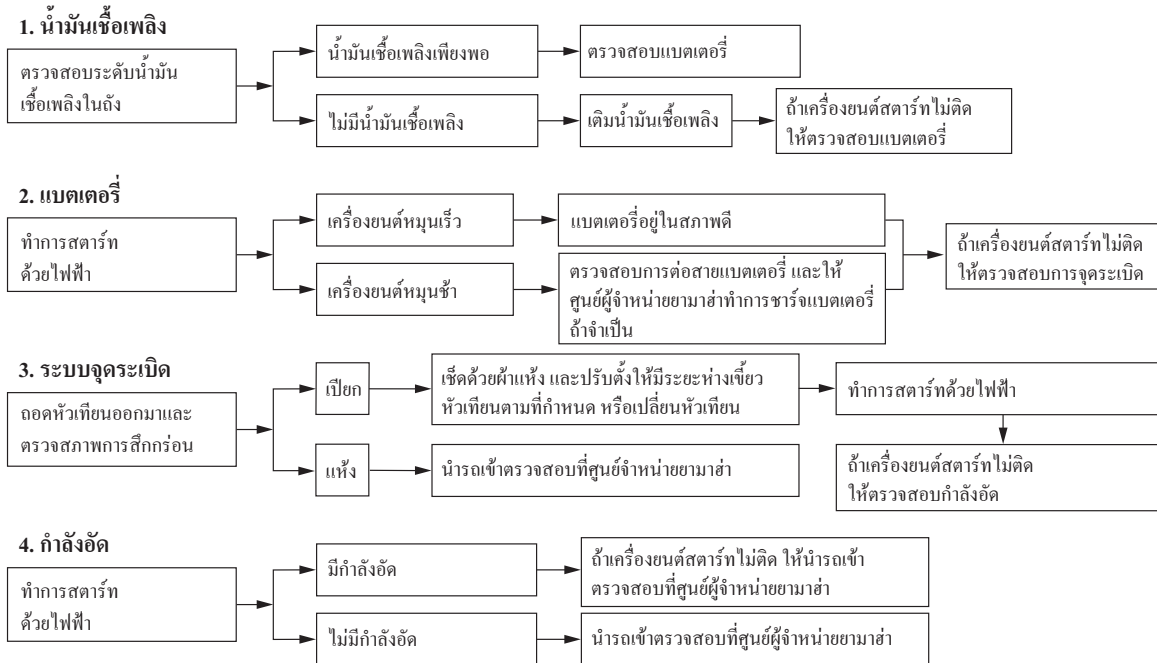 1. น้ำมันเชื้อเพลิง
ตรวจสอบระดับน้ำมัน
เชื้อเพลิงในถัง
น้ำมันเชื้อเพลิงเพียงพอ
ตรวจสอบแบตเตอรี่
ไม่มีน้ำมันเชื้อเพลิง
เติมน้ำมันเชื้อเพลิง
ถ้าเครื่องยนต์สตาร์ทไม่ติด
ให้ตรวจสอบแบตเตอรี่
2. แบตเตอรี่
ทำการสตาร์ท
ด้วยไฟฟ้า
เครื่องยนต์หมุนเร็ว
แบตเตอรี่อยู่ในสภาพดี
เครื่องยนต์หมุนช้า
ตรวจสอบการต่อสายแบตเตอรี่ และให้
ศูนย์ผู้จำหน่ายยามาฮ่าทำการชาร์จแบตเตอรี่
ถ้าจำเป็น
ถ้าเครื่องยนต์สตาร์ทไม่ติด
ให้ตรวจสอบการจุดระเบิด
3. ระบบจุดระเบิด
ถอดหัวเทียนออกมาและ
ตรวจสภาพการสึกกร่อน
เปียก
เช็ดด้วยผ้าแห้ง และปรับตั้งให้มีระยะห่างเขี้ยว
หัวเทียนตามที่กำหนด หรือเปลี่ยนหัวเทียน
ทำการสตาร์ทด้วยไฟฟ้า
แห้ง
นำรถเข้าตรวจสอบที่ศูนย์จำหน่ายยามาฮ่า
ถ้าเครื่องยนต์สตาร์ทไม่ติด
ให้ตรวจสอบกำลังอัด
4. กำลังอัด
ทำการสตาร์ท
ด้วยไฟฟ้า
มีกำลังอัด
ถ้าเครื่องยนต์สตาร์ทไม่ติด ให้นำรถเข้า
ตรวจสอบที่ศูนย์ผู้จำหน่ายยามาฮ่า
ไม่มีกำลังอัด
นำรถเข้าตรวจสอบที่ศูนย์ผู้จำหน่ายยามาฮ่า